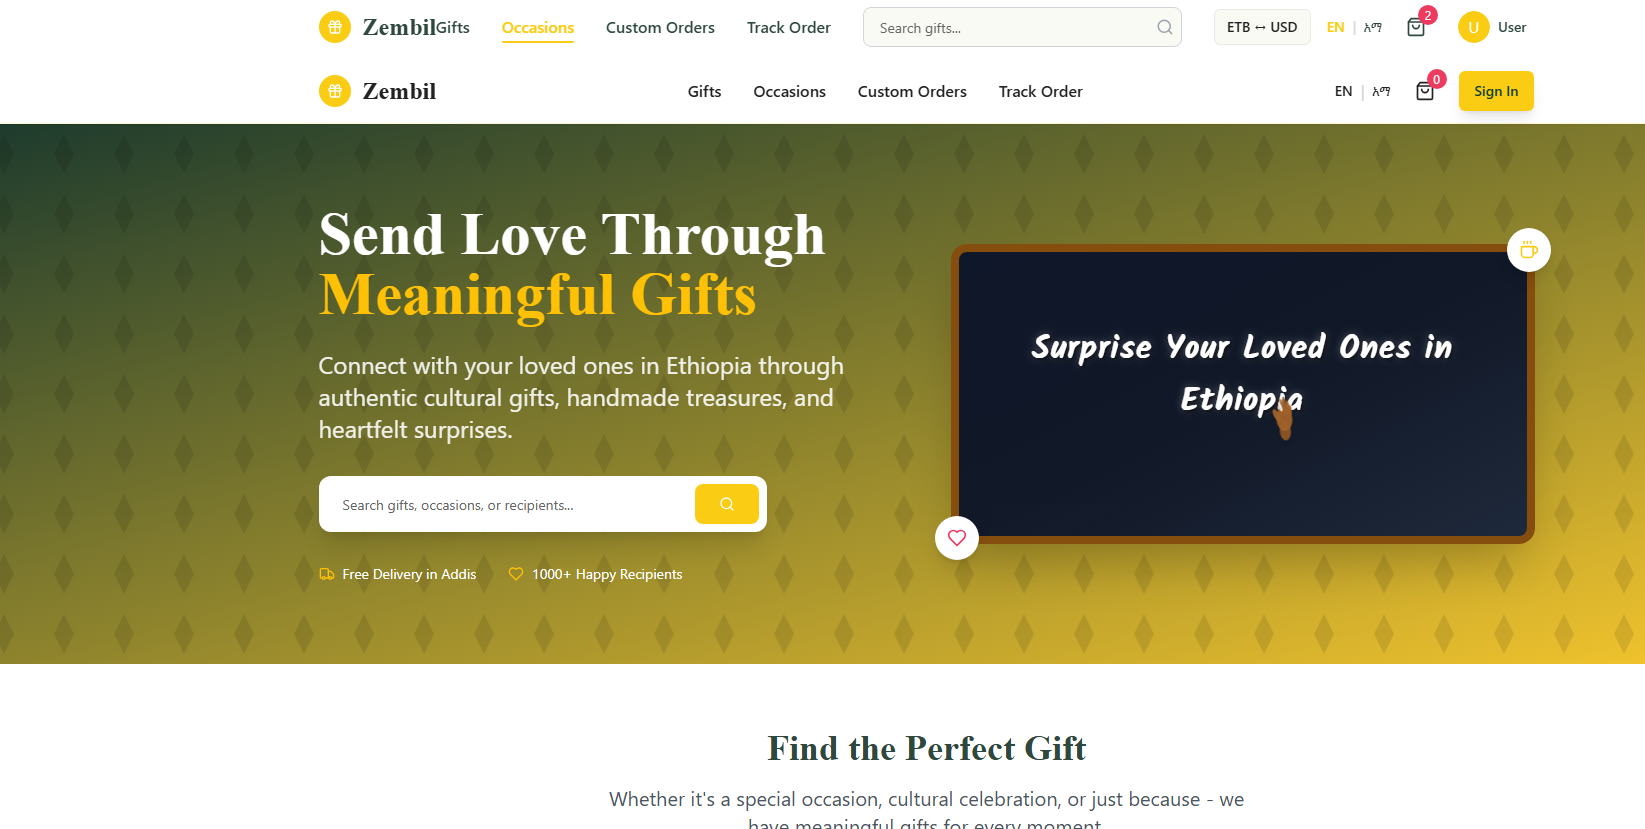 Zembil Gifts Occasions Custom Orders Track Order Search gifts... ETB ↔ USD EN | አማ 2 U User
Zembil Gifts Occasions Custom Orders Track Order EN | አማ 0 Sign In
Send Love Through
Meaningful Gifts
Connect with your loved ones in Ethiopia through
authentic cultural gifts, handmade treasures, and
heartfelt surprises.
Search gifts, occasions, or recipients...
Free Delivery in Addis 1000+ Happy Recipients
Surprise Your Loved Ones in
Ethiopia
Find the Perfect Gift
Whether it's a special occasion, cultural celebration, or just because - we
have meaningful gifts for every moment